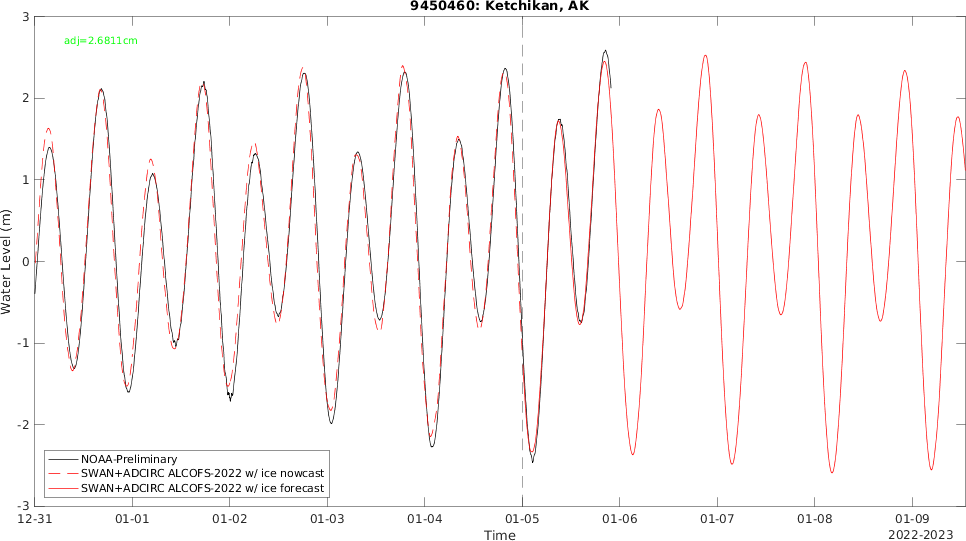 9450460: Ketchikan, AK
adj=2.6811cm
3
2
1
0
-1
-2
-3
Water Level (m)
NOAA-Preliminary
SWAN+ADCIRC ALCOFS-2022 w/ ice nowcast
SWAN+ADCIRC ALCOFS-2022 w/ ice forecast
12-31 01-01 01-02 01-03 01-04 01-05 01-06 01-07 01-08 01-09
Time
2022-2023